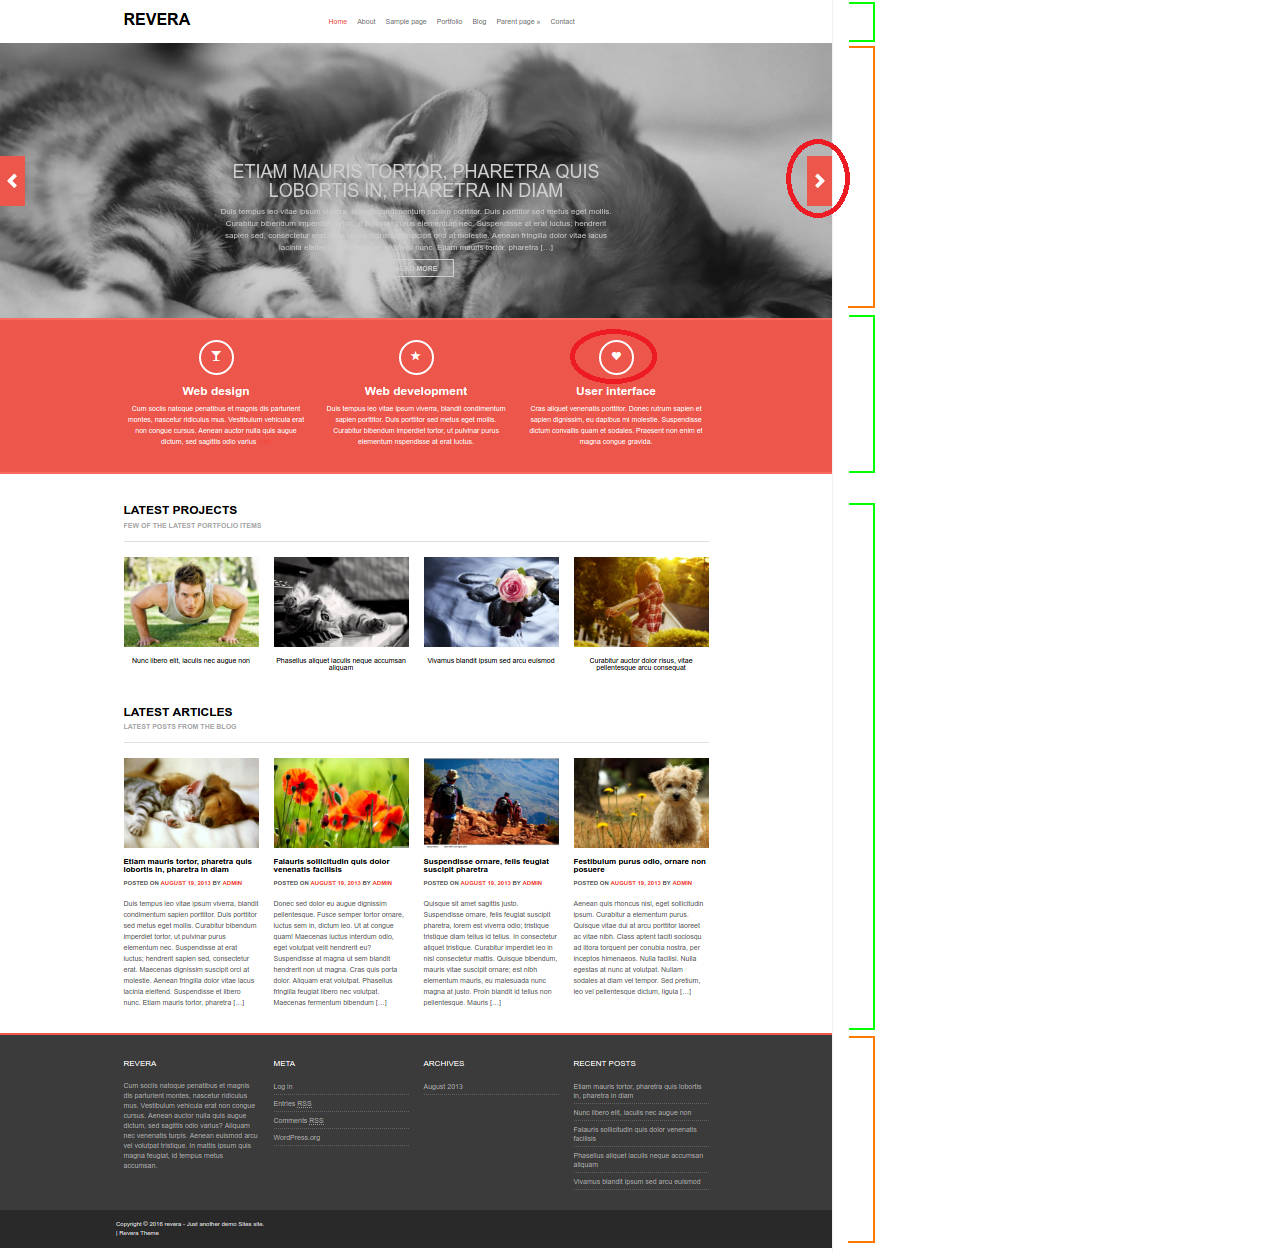 REVERA
Home About Sample page Portfolio Blog Parent page » Contact
ETIAM MAURIS TORTOR, PHARETRA QUIS
LOBORTIS IN, PHARETRA IN DIAM
Duis tempus leo vitae ipsum condimentum sapien porttitor. Duis porttitor sed metus eget mollis.
Curabitur bibendum imperdiet elementum nec. Suspendisse at erat luctus; hendrerit
sapien sed, consectetur orci at molestie. Aenean fringilla dolor vitae lacus
lacinia nunc. Etiam mauris tortor, pharetra […]
READ MORE
Web design
Cum sociis natoque penatibus et magnis dis parturient
montes, nascetur ridiculus mus. Vestibulum vehicula erat
non congue cursus. Aenean auctor nulla quis augue
dictum, sed sagittis odio varius
Web development
Duis tempus leo vitae ipsum viverra, blandit condimentum
sapien porttitor. Duis porttitor sed metus eget mollis.
Curabitur bibendum imperdiet tortor, ut pulvinar purus
elementum nspendisse at erat luctus.
User interface
Cras aliquet venenatis porttitor. Donec rutrum sapien et
sapien dignissim, eu dapibus mi molestie. Suspendisse
dictum convallis quam et sodales. Praesent non enim et
magna congue gravida.
LATEST PROJECTS
FEW OF THE LATEST PORTFOLIO ITEMS
Nunc libero elit, iaculis nec augue non
Phasellus aliquet iaculis neque accumsan
aliquam
Vivamus blandit ipsum sed arcu euismod
Curabitur auctor dolor risus, vitae
pellentesque arcu consequat
LATEST ARTICLES
LATEST POSTS FROM THE BLOG
Etiam mauris tortor, pharetra quis
lobortis in, pharetra in diam
POSTED ON AUGUST 19, 2013 BY ADMIN
Duis tempus leo vitae ipsum viverra, blandit
condimentum sapien porttitor. Duis porttitor
sed metus eget mollis. Curabitur bibendum
imperdiet tortor, ut pulvinar purus
elementum nec. Suspendisse at erat
luctus; hendrerit sapien sed, consectetur
erat. Maecenas dignissim suscipit orci at
molestie. Aenean fringilla dolor vitae lacus
lacinia eleifend. Suspendisse et libero
nunc. Etiam mauris tortor, pharetra […]
Falauris sollicitudin quis dolor
venenatis facilisis
POSTED ON AUGUST 19, 2013 BY ADMIN
Donec sed dolor eu augue dignissim
pellentesque. Fusce semper tortor ornare,
luctus sem in, dictum leo. Ut at congue
quam! Maecenas luctus interdum odio,
eget volutpat velit hendrerit eu?
Suspendisse at magna ut sem blandit
hendrerit non ut magna. Cras quis porta
dolor. Aliquam erat volutpat. Phasellus
fringilla feugiat libero nec volutpat.
Maecenas fermentum bibendum […]
Suspendisse ornare, felis feugiat
suscipit pharetra
POSTED ON AUGUST 19, 2013 BY ADMIN
Quisque sit amet sagittis justo.
Suspendisse ornare, felis feugiat suscipit
pharetra, lorem est viverra odio; tristique
tristique diam tellus id tellus. In consectetur
aliquet tristique. Curabitur imperdiet leo in
nisl consectetur mattis. Quisque bibendum,
mauris vitae suscipit ornare; est nibh
elementum mauris, eu malesuada nunc
magna at justo. Proin blandit id tellus non
pellentesque. Mauris […]
Festibulum purus odio, ornare non
posuere
POSTED ON AUGUST 19, 2013 BY ADMIN
Aenean quis rhoncus nisl, eget sollicitudin
ipsum. Curabitur a elementum purus.
Quisque vitae dui at arcu porttitor laoreet
ac vitae nibh. Class aptent taciti sociosqu
ad litora torquent per conubia nostra, per
inceptos himenaeos. Nulla facilisi. Nulla
egestas at nunc at volutpat. Nullam
sodales at diam vel tempor. Sed pretium,
leo vel pellentesque dictum, ligula […]
REVERA
Cum sociis natoque penatibus et magnis
dis parturient montes, nascetur ridiculus
mus. Vestibulum vehicula erat non congue
cursus. Aenean auctor nulla quis augue
dictum, sed sagittis odio varius? Aliquam
nec venenatis turpis. Aenean euismod arcu
vel volutpat tristique. In mattis ipsum quis
magna feugiat, id tempus metus
accumsan.
META
Log in
Entries RSS
Comments RSS
WordPress.org
ARCHIVES
August 2013
RECENT POSTS
Etiam mauris tortor, pharetra quis lobortis
in, pharetra in diam
Nunc libero elit, iaculis nec augue non
Falauris sollicitudin quis dolor venenatis
facilisis
Phasellus aliquet iaculis neque accumsan
aliquam
Vivamus blandit ipsum sed arcu euismod
Copyright © 2016 revera - Just another demo Sites site.
| Revera Theme